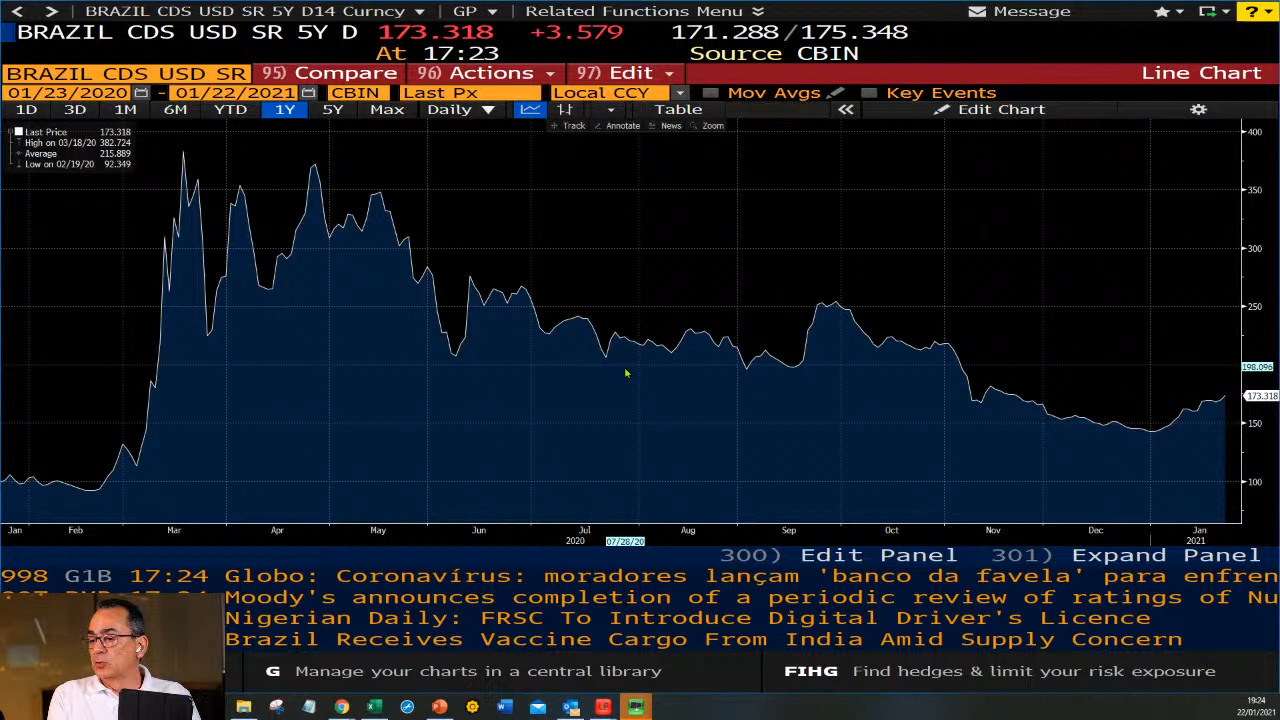 BRAZIL CDS USD SR 5Y D14 Curncy GP Related Functions Menu Message ?
BRAZIL CDS USD SR 5Y D 173.318 +3.579 171.288/175.348
At 17:23 Source CBIN
BRAZIL CDS USD SR 95) Compare 96) Actions 97) Edit Line Chart
01/23/2020 - 01/22/2021 CBIN Last Px Local CCY Mov Avgs Key Events
1D 3D 1M 6M YTD 1Y 5Y Max Daily Table Edit Chart
Track Annotate News Zoom
Last Price 173.318
High on 03/18/20 382.724
Average 215.889
Low on 02/19/20 92.349
400
350
300
250
198.096
173.318
150
100
Jan Feb Mar Apr May Jun Jul Aug Sep Oct Nov Dec Jan
2020 07/28/20 2021
300) Edit Panel 301) Expand Panel
998 G1B 17:24 Globo: Coronavírus: moradores lançam 'banco da favela' para enfren
Moody's announces completion of a periodic review of ratings of Nu
Nigerian Daily: FRSC To Introduce Digital Driver's Licence
Brazil Receives Vaccine Cargo From India Amid Supply Concern
G Manage your charts in a central library FIHG Find hedges & limit your risk exposure
19:24
22/01/2021